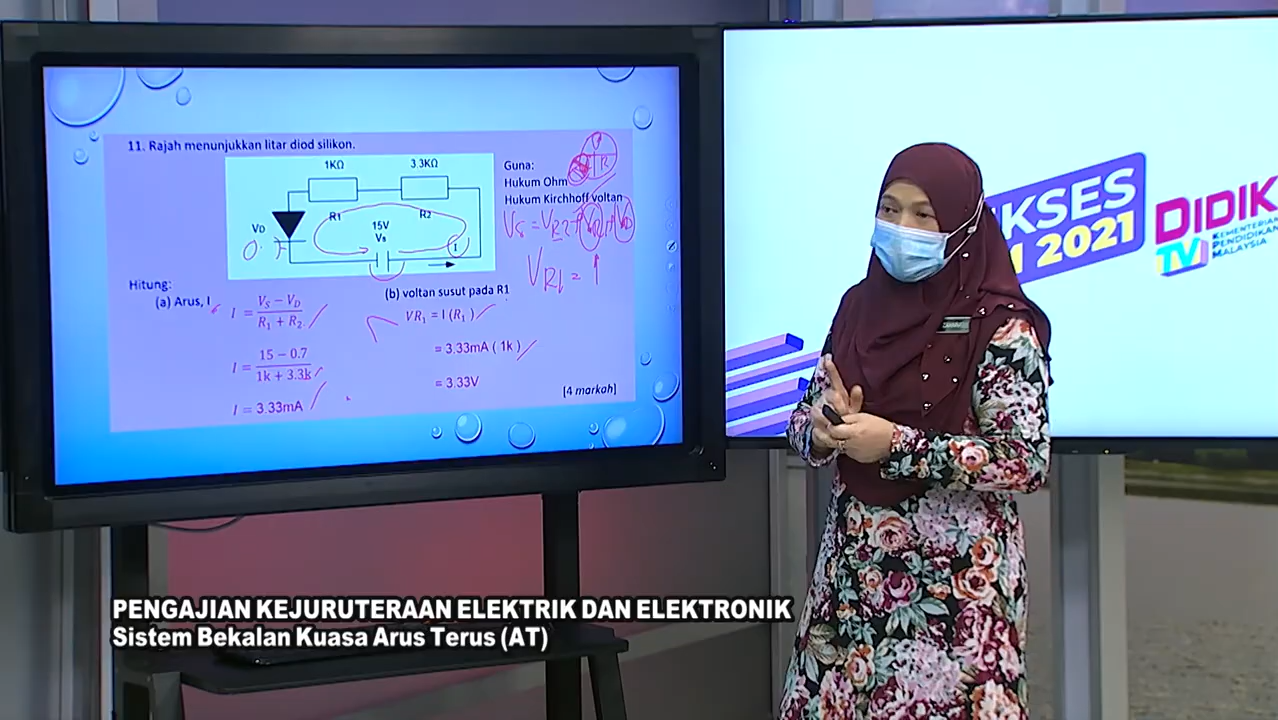 11. Rajah menunjukkan litar diod silikon.
1KΩ
3.3KΩ
R1
R2
VD
15V
Vs
I
Guna:
Hukum Ohm
Hukum Kirchhoff voltan
VR1 = I
Hitung:
(a) Arus, I
I = (VS − VD) / (R1 + R2)
I = (15 − 0.7) / (1k + 3.3k)
I = 3.33mA
(b) voltan susut pada R1
VR1 = I (R1)
= 3.33mA ( 1k )
= 3.33V
[4 markah]
2021
DIDIK
TV
KEMENTERIAN
PENDIDIKAN
MALAYSIA
PENGAJIAN KEJURUTERAAN ELEKTRIK DAN ELEKTRONIK
Sistem Bekalan Kuasa Arus Terus (AT)